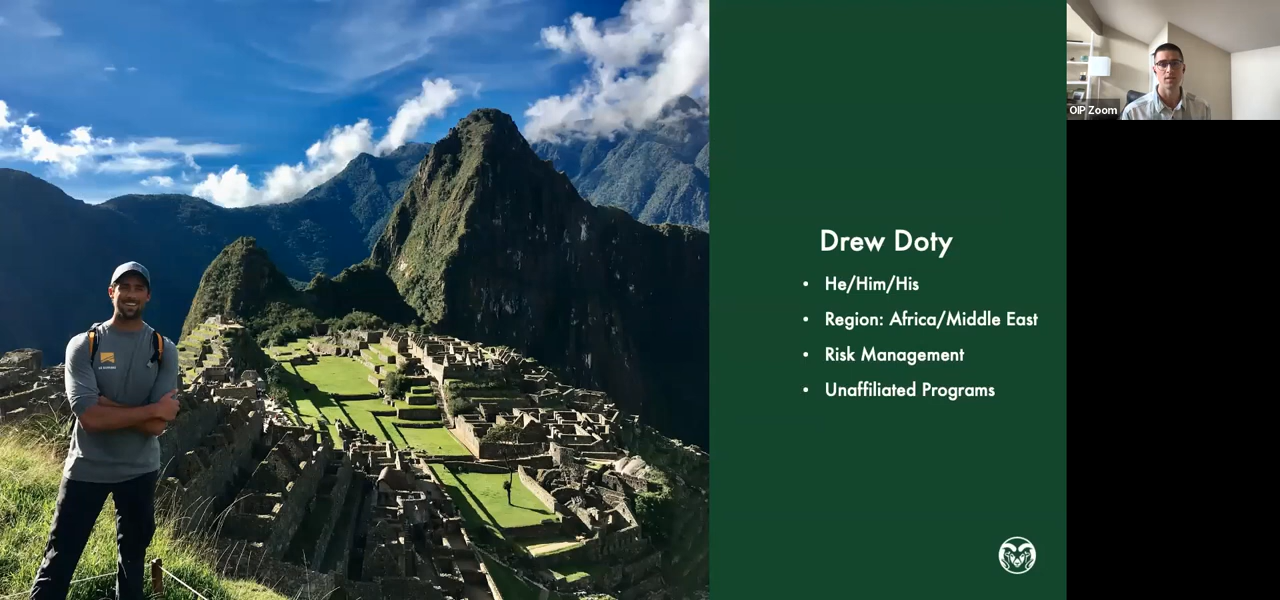 Drew Doty
• He/Him/His
• Region: Africa/Middle East
• Risk Management
• Unaffiliated Programs
OIP Zoom